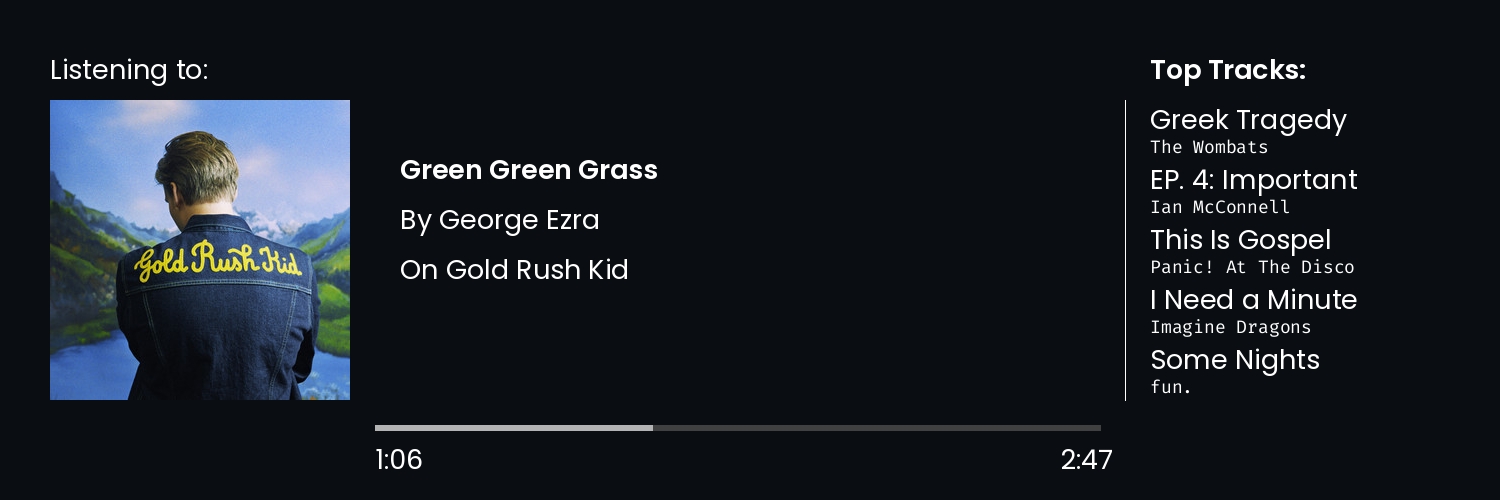 Listening to:
Gold Rush Kid
Green Green Grass
By George Ezra
On Gold Rush Kid
1:06
2:47
Top Tracks:
Greek Tragedy
The Wombats
EP. 4: Important
Ian McConnell
This Is Gospel
Panic! At The Disco
I Need a Minute
Imagine Dragons
Some Nights
fun.